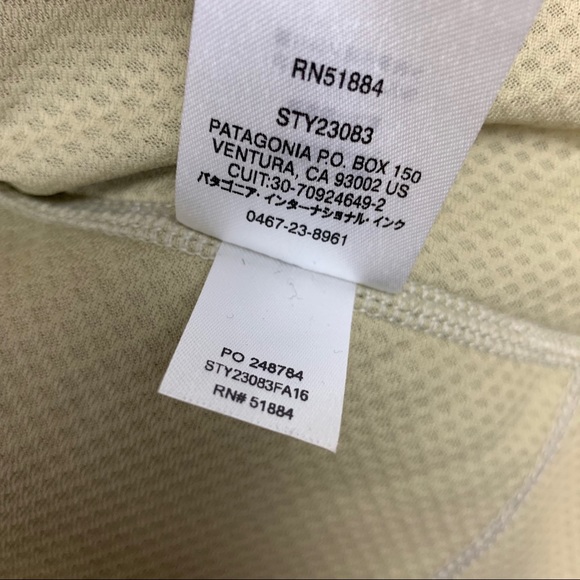 RN51884
STY23083
PATAGONIA P.O. BOX 150
VENTURA, CA 93002 US
CUIT:30-70924649-2
パタゴニア・インターナショナル・インク
0467-23-8961
PO 248784
STY23083FA16
RN# 51884